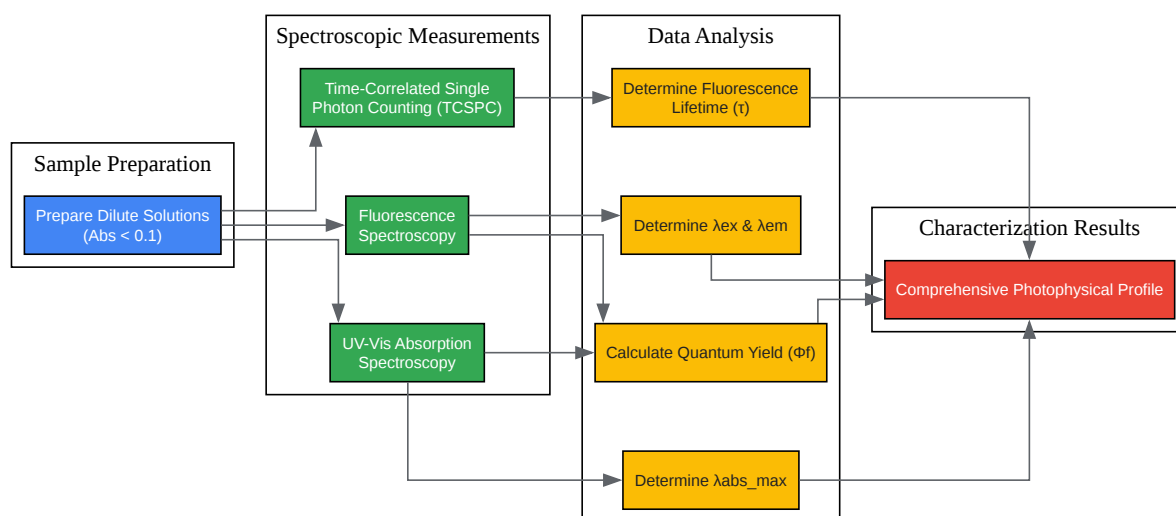 Sample Preparation
Prepare Dilute Solutions
(Abs < 0.1)
Spectroscopic Measurements
Time-Correlated Single
Photon Counting (TCSPC)
Fluorescence
Spectroscopy
UV-Vis Absorption
Spectroscopy
Data Analysis
Determine Fluorescence
Lifetime (τ)
Determine λex & λem
Calculate Quantum Yield (Φf)
Determine λabs_max
Characterization Results
Comprehensive Photophysical Profile